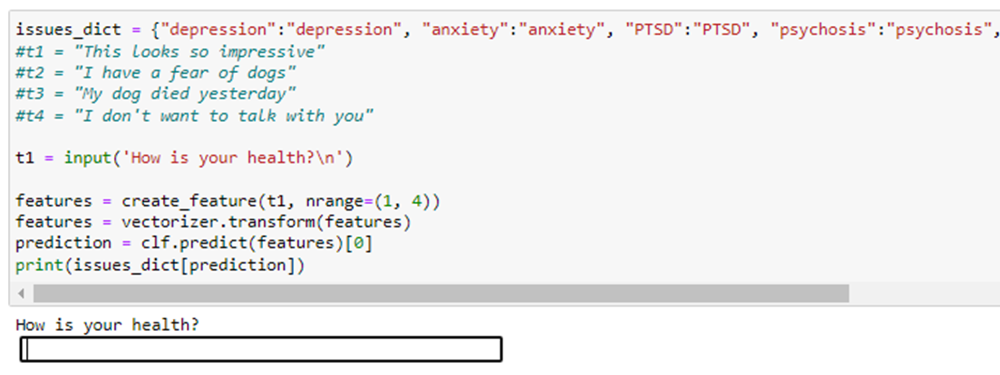 issues_dict = {"depression":"depression", "anxiety":"anxiety", "PTSD":"PTSD", "psychosis":"psychosis",
#t1 = "This looks so impressive"
#t2 = "I have a fear of dogs"
#t3 = "My dog died yesterday"
#t4 = "I don't want to talk with you"
t1 = input('How is your health?\n')
features = create_feature(t1, nrange=(1, 4))
features = vectorizer.transform(features)
prediction = clf.predict(features)[0]
print(issues_dict[prediction])
How is your health?